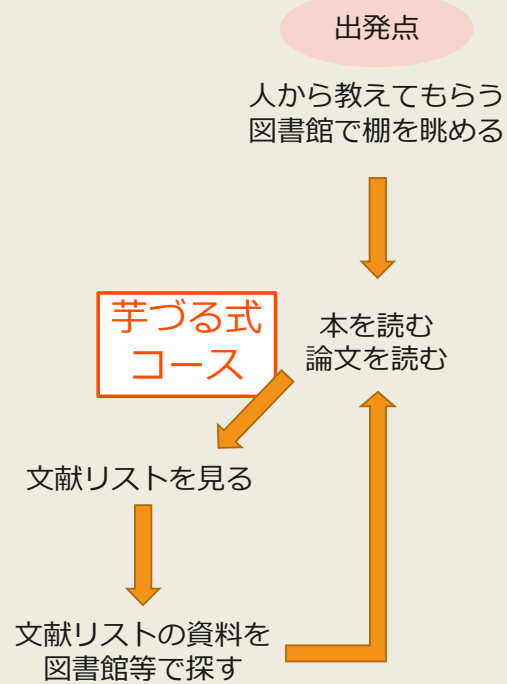 出発点
人から教えてもらう
図書館で棚を眺める
芋づる式
コース
本を読む
論文を読む
文献リストを見る
文献リストの資料を
図書館等で探す